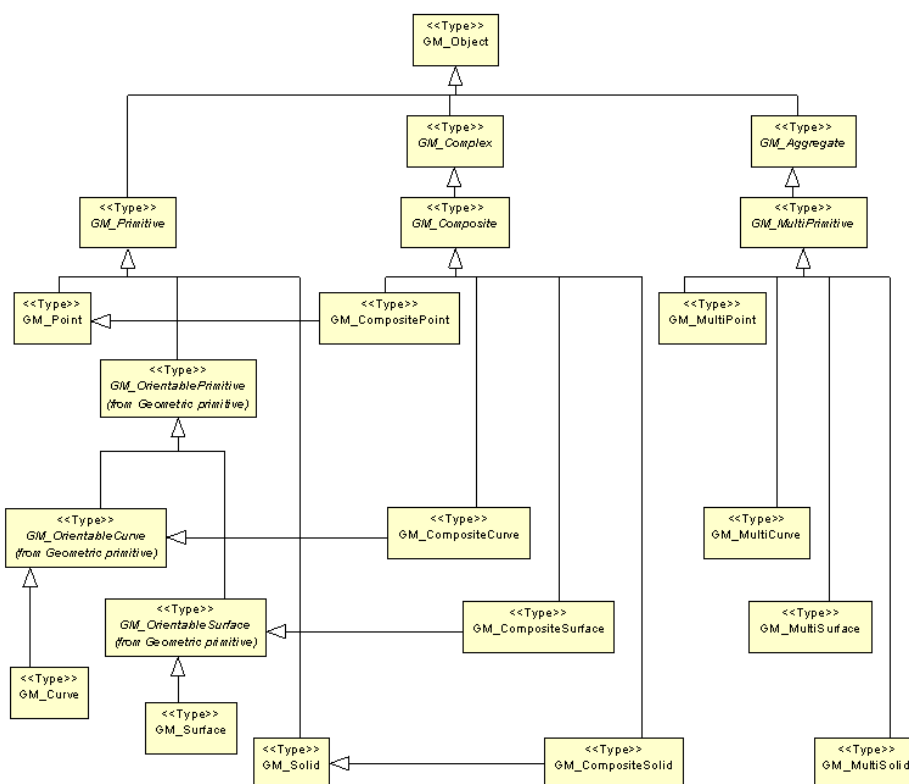 <<Type>>
GM_Object
<<Type>>
GM_Complex
<<Type>>
GM_Aggregate
<<Type>>
GM_Primitive
<<Type>>
GM_Composite
<<Type>>
GM_MultiPrimitive
<<Type>>
GM_Point
<<Type>>
GM_CompositePoint
<<Type>>
GM_MultiPoint
<<Type>>
GM_OrientablePrimitive
(from Geometric primitive)
<<Type>>
GM_OrientableCurve
(from Geometric primitive)
<<Type>>
GM_CompositeCurve
<<Type>>
GM_MultiCurve
<<Type>>
GM_OrientableSurface
(from Geometric primitive)
<<Type>>
GM_CompositeSurface
<<Type>>
GM_MultiSurface
<<Type>>
GM_Curve
<<Type>>
GM_Surface
<<Type>>
GM_Solid
<<Type>>
GM_CompositeSolid
<<Type>>
GM_MultiSolid